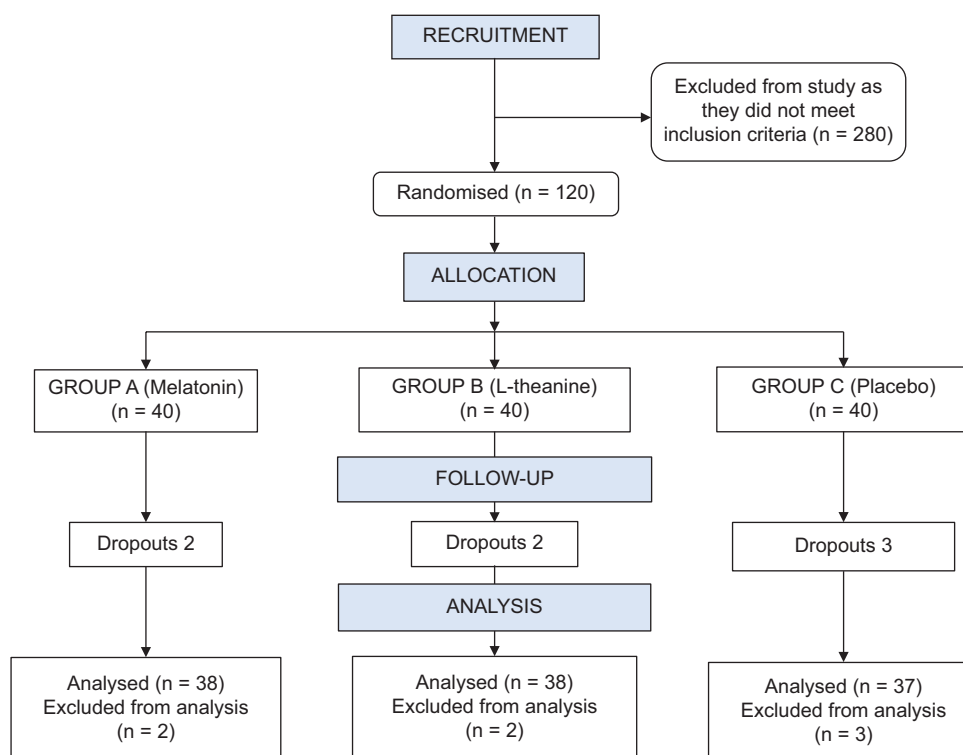 RECRUITMENT
Excluded from study as
they did not meet
inclusion criteria (n = 280)
Randomised (n = 120)
ALLOCATION
GROUP A (Melatonin)
(n = 40)
GROUP B (L-theanine)
(n = 40)
GROUP C (Placebo)
(n = 40)
FOLLOW-UP
Dropouts 2
Dropouts 2
Dropouts 3
ANALYSIS
Analysed (n = 38)
Excluded from analysis
(n = 2)
Analysed (n = 38)
Excluded from analysis
(n = 2)
Analysed (n = 37)
Excluded from analysis
(n = 3)